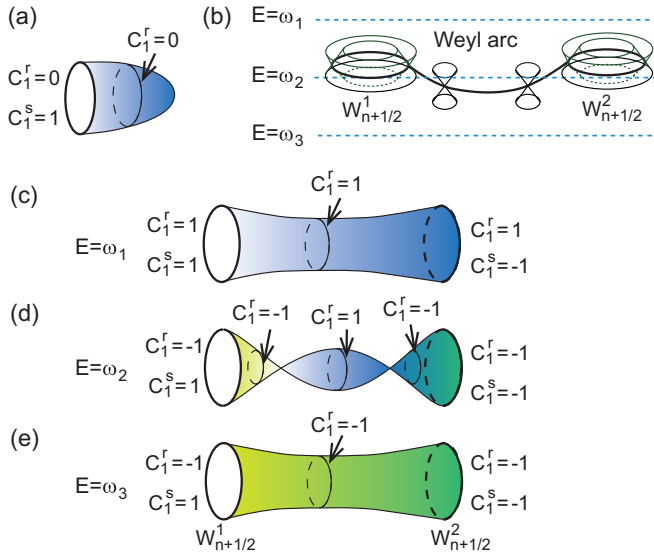 (a)
C₁ʳ=0
C₁ʳ=0
C₁ˢ=1
(b)
E=ω₁
Weyl arc
E=ω₂
W¹ₙ₊₁/₂
W²ₙ₊₁/₂
E=ω₃
(c)
C₁ʳ=1
C₁ʳ=1
C₁ʳ=1
E=ω₁
C₁ˢ=1
C₁ˢ=-1
(d)
C₁ʳ=-1
C₁ʳ=1
C₁ʳ=-1
C₁ʳ=-1
C₁ʳ=-1
E=ω₂
C₁ˢ=1
C₁ˢ=-1
(e)
C₁ʳ=-1
C₁ʳ=-1
C₁ʳ=-1
E=ω₃
C₁ˢ=1
C₁ˢ=-1
W¹ₙ₊₁/₂
W²ₙ₊₁/₂